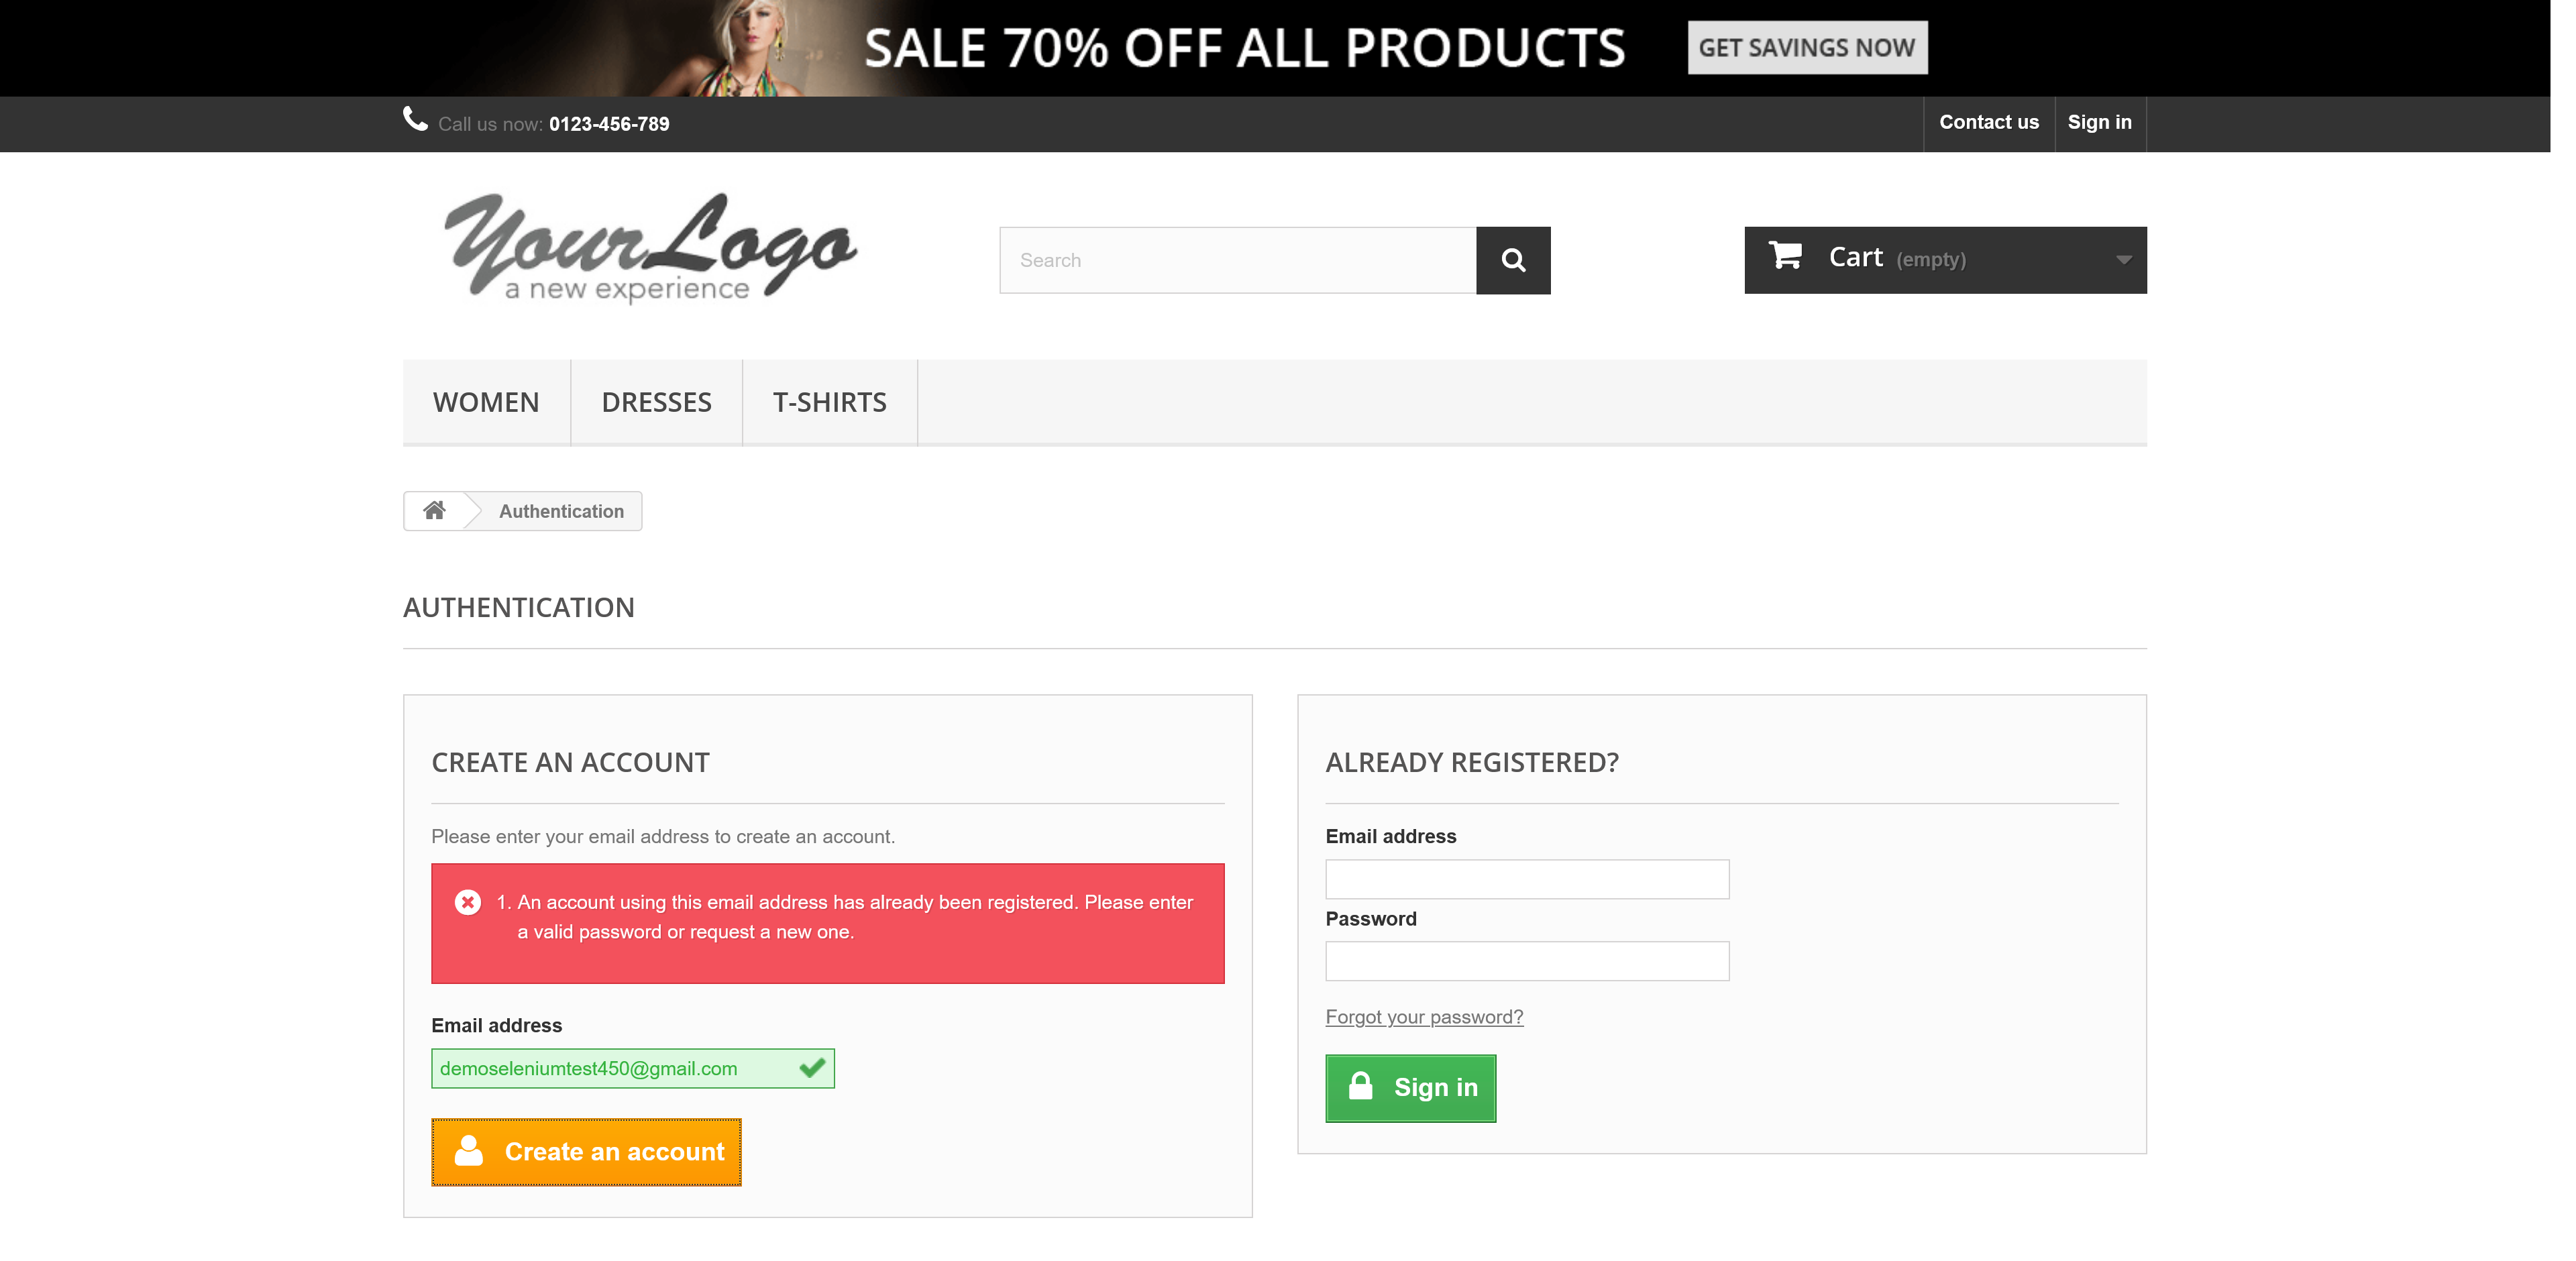 SALE 70% OFF ALL PRODUCTS GET SAVINGS NOW
Call us now: 0123-456-789 Contact us Sign in
Your Logo
a new experience
Search
Cart (empty)
WOMEN DRESSES T-SHIRTS
Authentication
AUTHENTICATION
CREATE AN ACCOUNT
Please enter your email address to create an account.
1. An account using this email address has already been registered. Please enter
a valid password or request a new one.
Email address
demoseleniumtest450@gmail.com
Create an account
ALREADY REGISTERED?
Email address
Password
Forgot your password?
Sign in